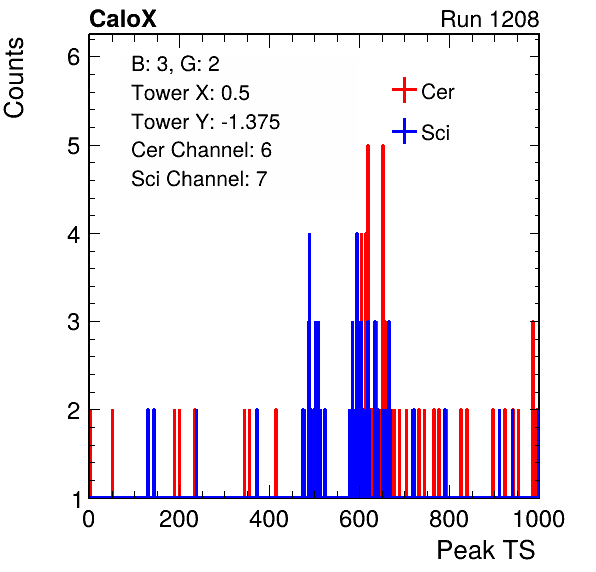 CaloX
Run 1208
Counts
B: 3, G: 2
Tower X: 0.5
Tower Y: -1.375
Cer Channel: 6
Sci Channel: 7
Cer
Sci
6
5
4
3
2
1
0 200 400 600 800 1000
Peak TS